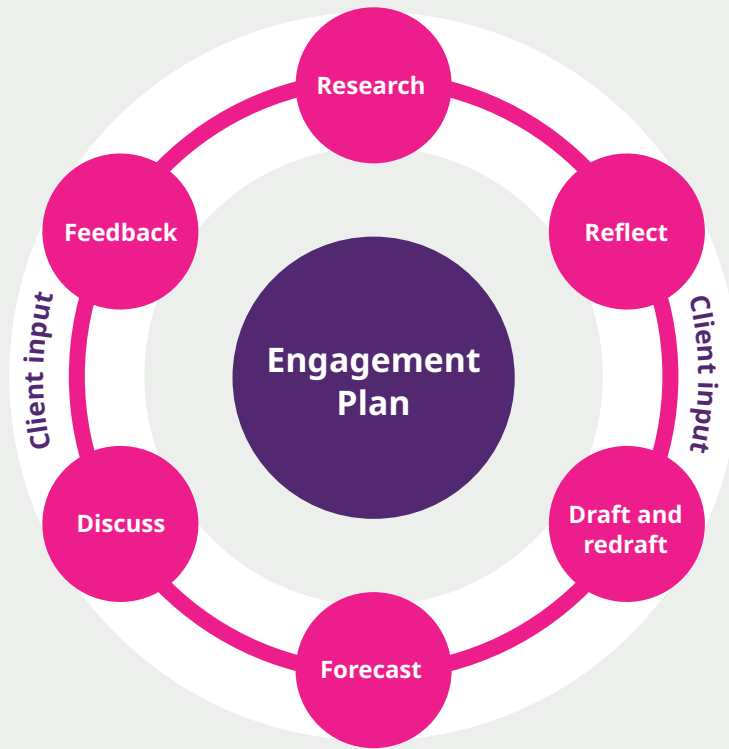 Research
Feedback
Reflect
Client input
Engagement
Plan
Client input
Discuss
Draft and
redraft
Forecast